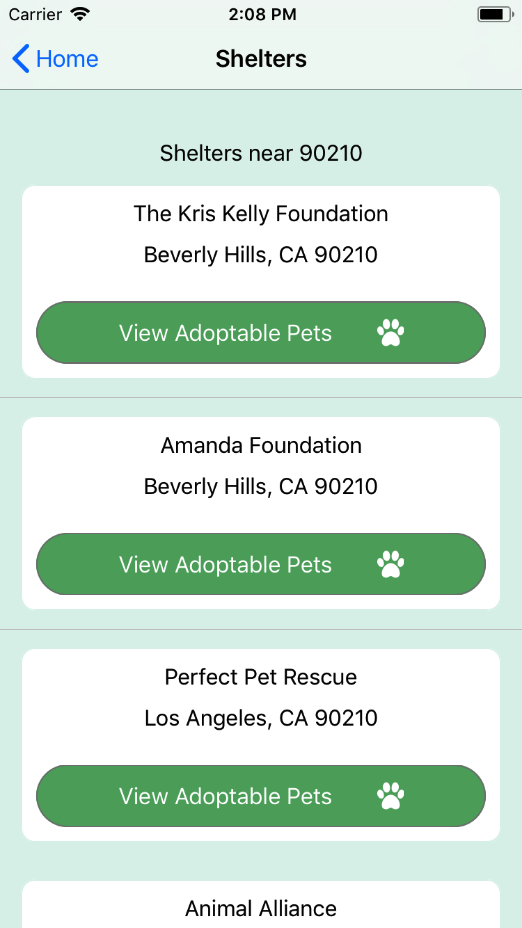 Carrier 2:08 PM
Home Shelters
Shelters near 90210
The Kris Kelly Foundation
Beverly Hills, CA 90210
View Adoptable Pets
Amanda Foundation
Beverly Hills, CA 90210
View Adoptable Pets
Perfect Pet Rescue
Los Angeles, CA 90210
View Adoptable Pets
Animal Alliance